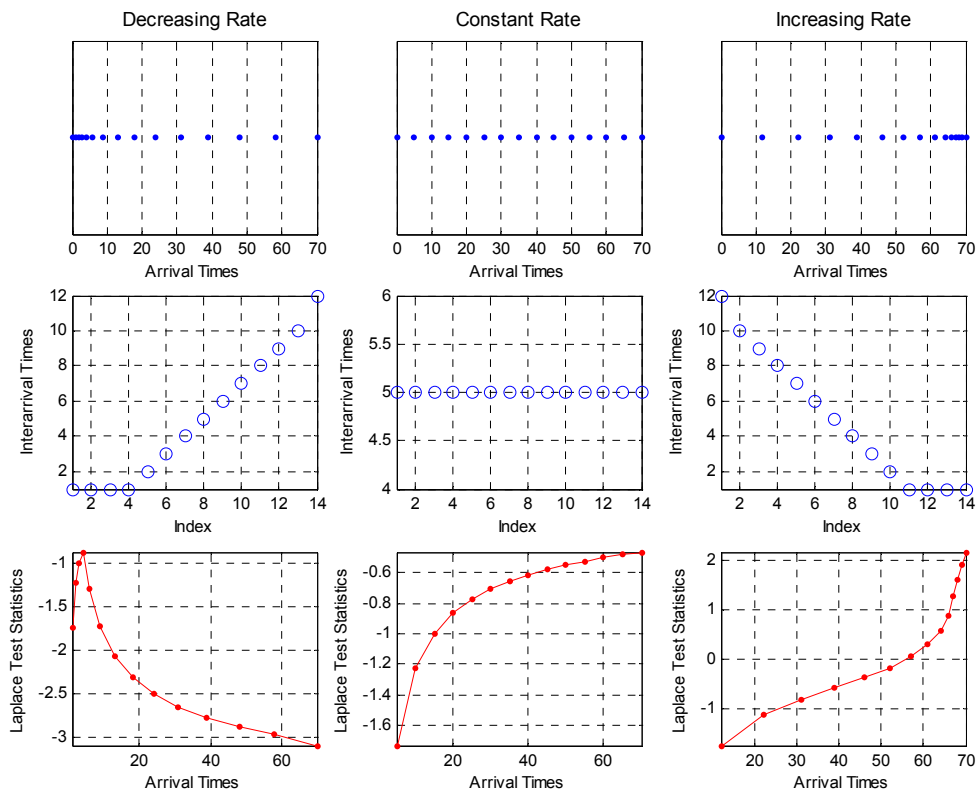 Decreasing Rate
Constant Rate
Increasing Rate
0 10 20 30 40 50 60 70
Arrival Times
0 10 20 30 40 50 60 70
Arrival Times
0 10 20 30 40 50 60 70
Arrival Times
Interarrival Times
12
10
8
6
4
2
2 4 6 8 10 12 14
Index
Interarrival Times
6
5.5
5
4.5
4
2 4 6 8 10 12 14
Index
Interarrival Times
12
10
8
6
4
2
2 4 6 8 10 12 14
Index
Laplace Test Statistics
-1
-1.5
-2
-2.5
-3
20 40 60
Arrival Times
Laplace Test Statistics
-0.6
-0.8
-1
-1.2
-1.4
-1.6
20 40 60
Arrival Times
Laplace Test Statistics
2
1
0
-1
20 30 40 50 60 70
Arrival Times